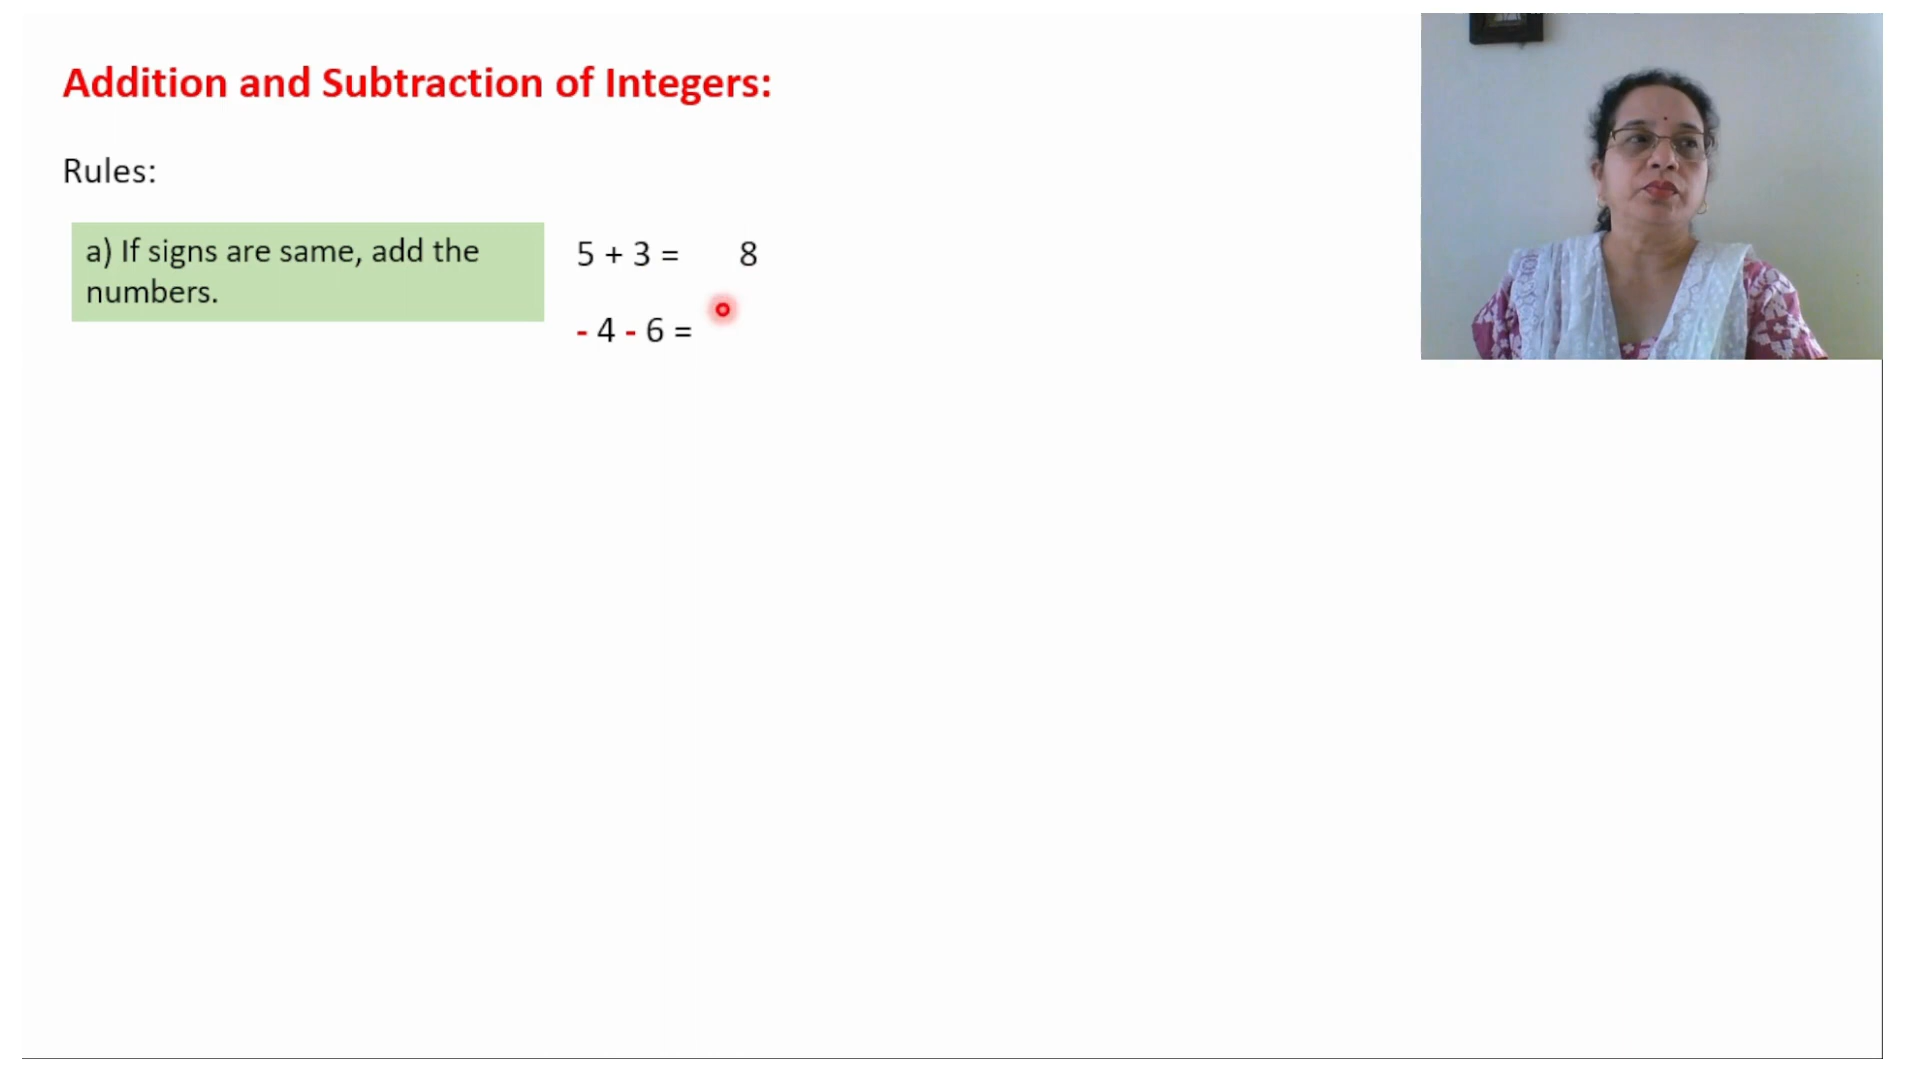 Addition and Subtraction of Integers:
Rules:
a) If signs are same, add the
numbers.
5 + 3 = 8
- 4 - 6 =